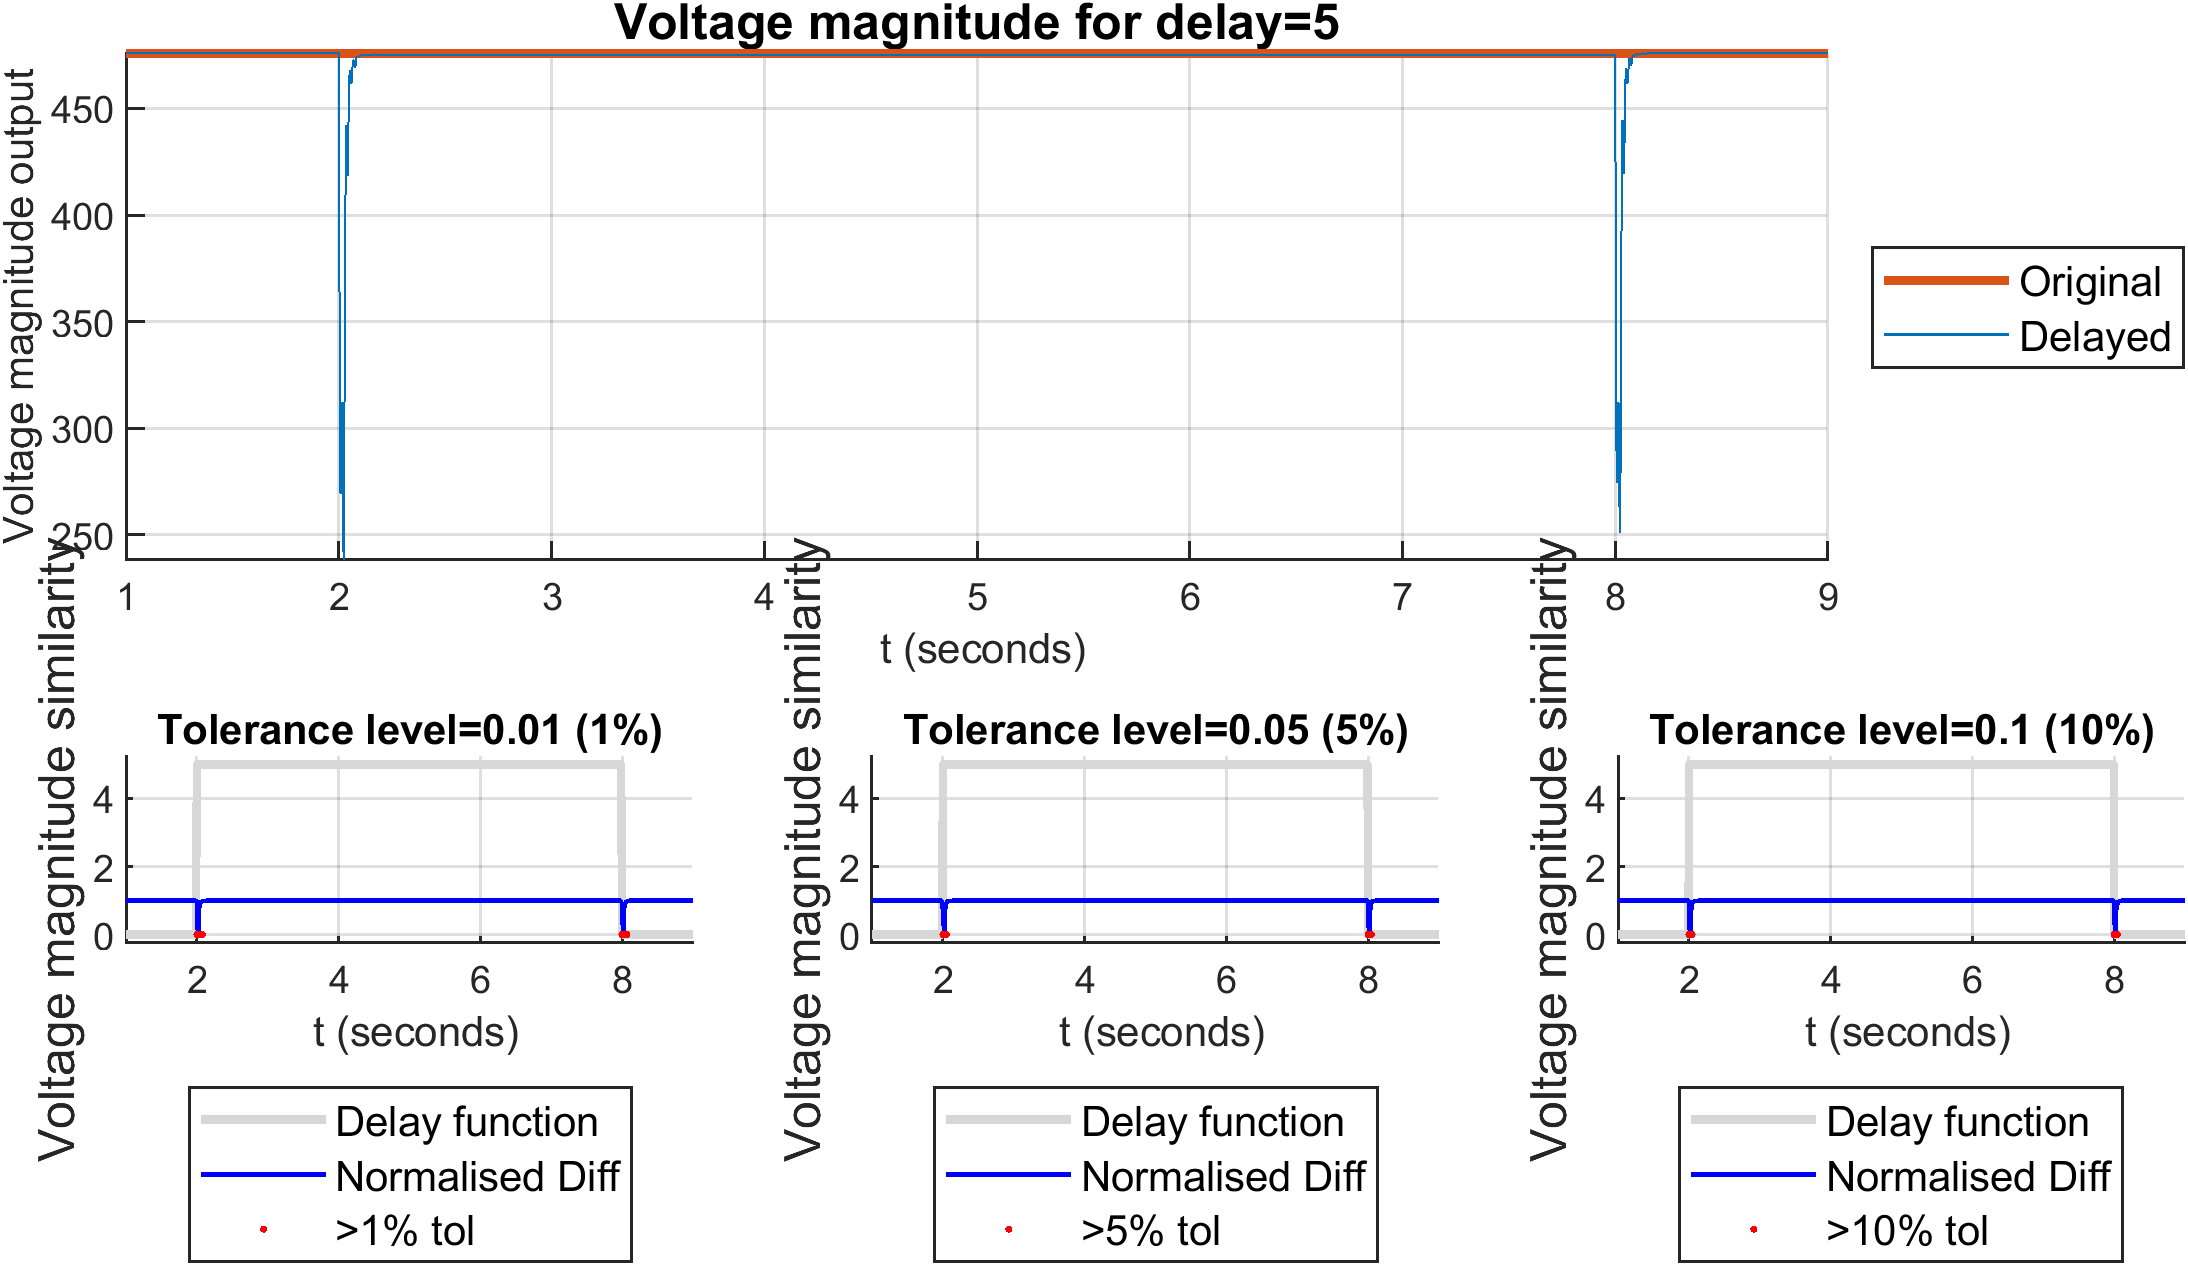 Voltage magnitude for delay=5
Voltage magnitude output
450
400
350
300
250
1 2 3 4 5 6 7 8 9
t (seconds)
Original
Delayed
Tolerance level=0.01 (1%)
Voltage magnitude similarity
4
2
0
2 4 6 8
t (seconds)
Delay function
Normalised Diff
>1% tol
Tolerance level=0.05 (5%)
Voltage magnitude similarity
4
2
0
2 4 6 8
t (seconds)
Delay function
Normalised Diff
>5% tol
Tolerance level=0.1 (10%)
Voltage magnitude similarity
4
2
0
2 4 6 8
t (seconds)
Delay function
Normalised Diff
>10% tol